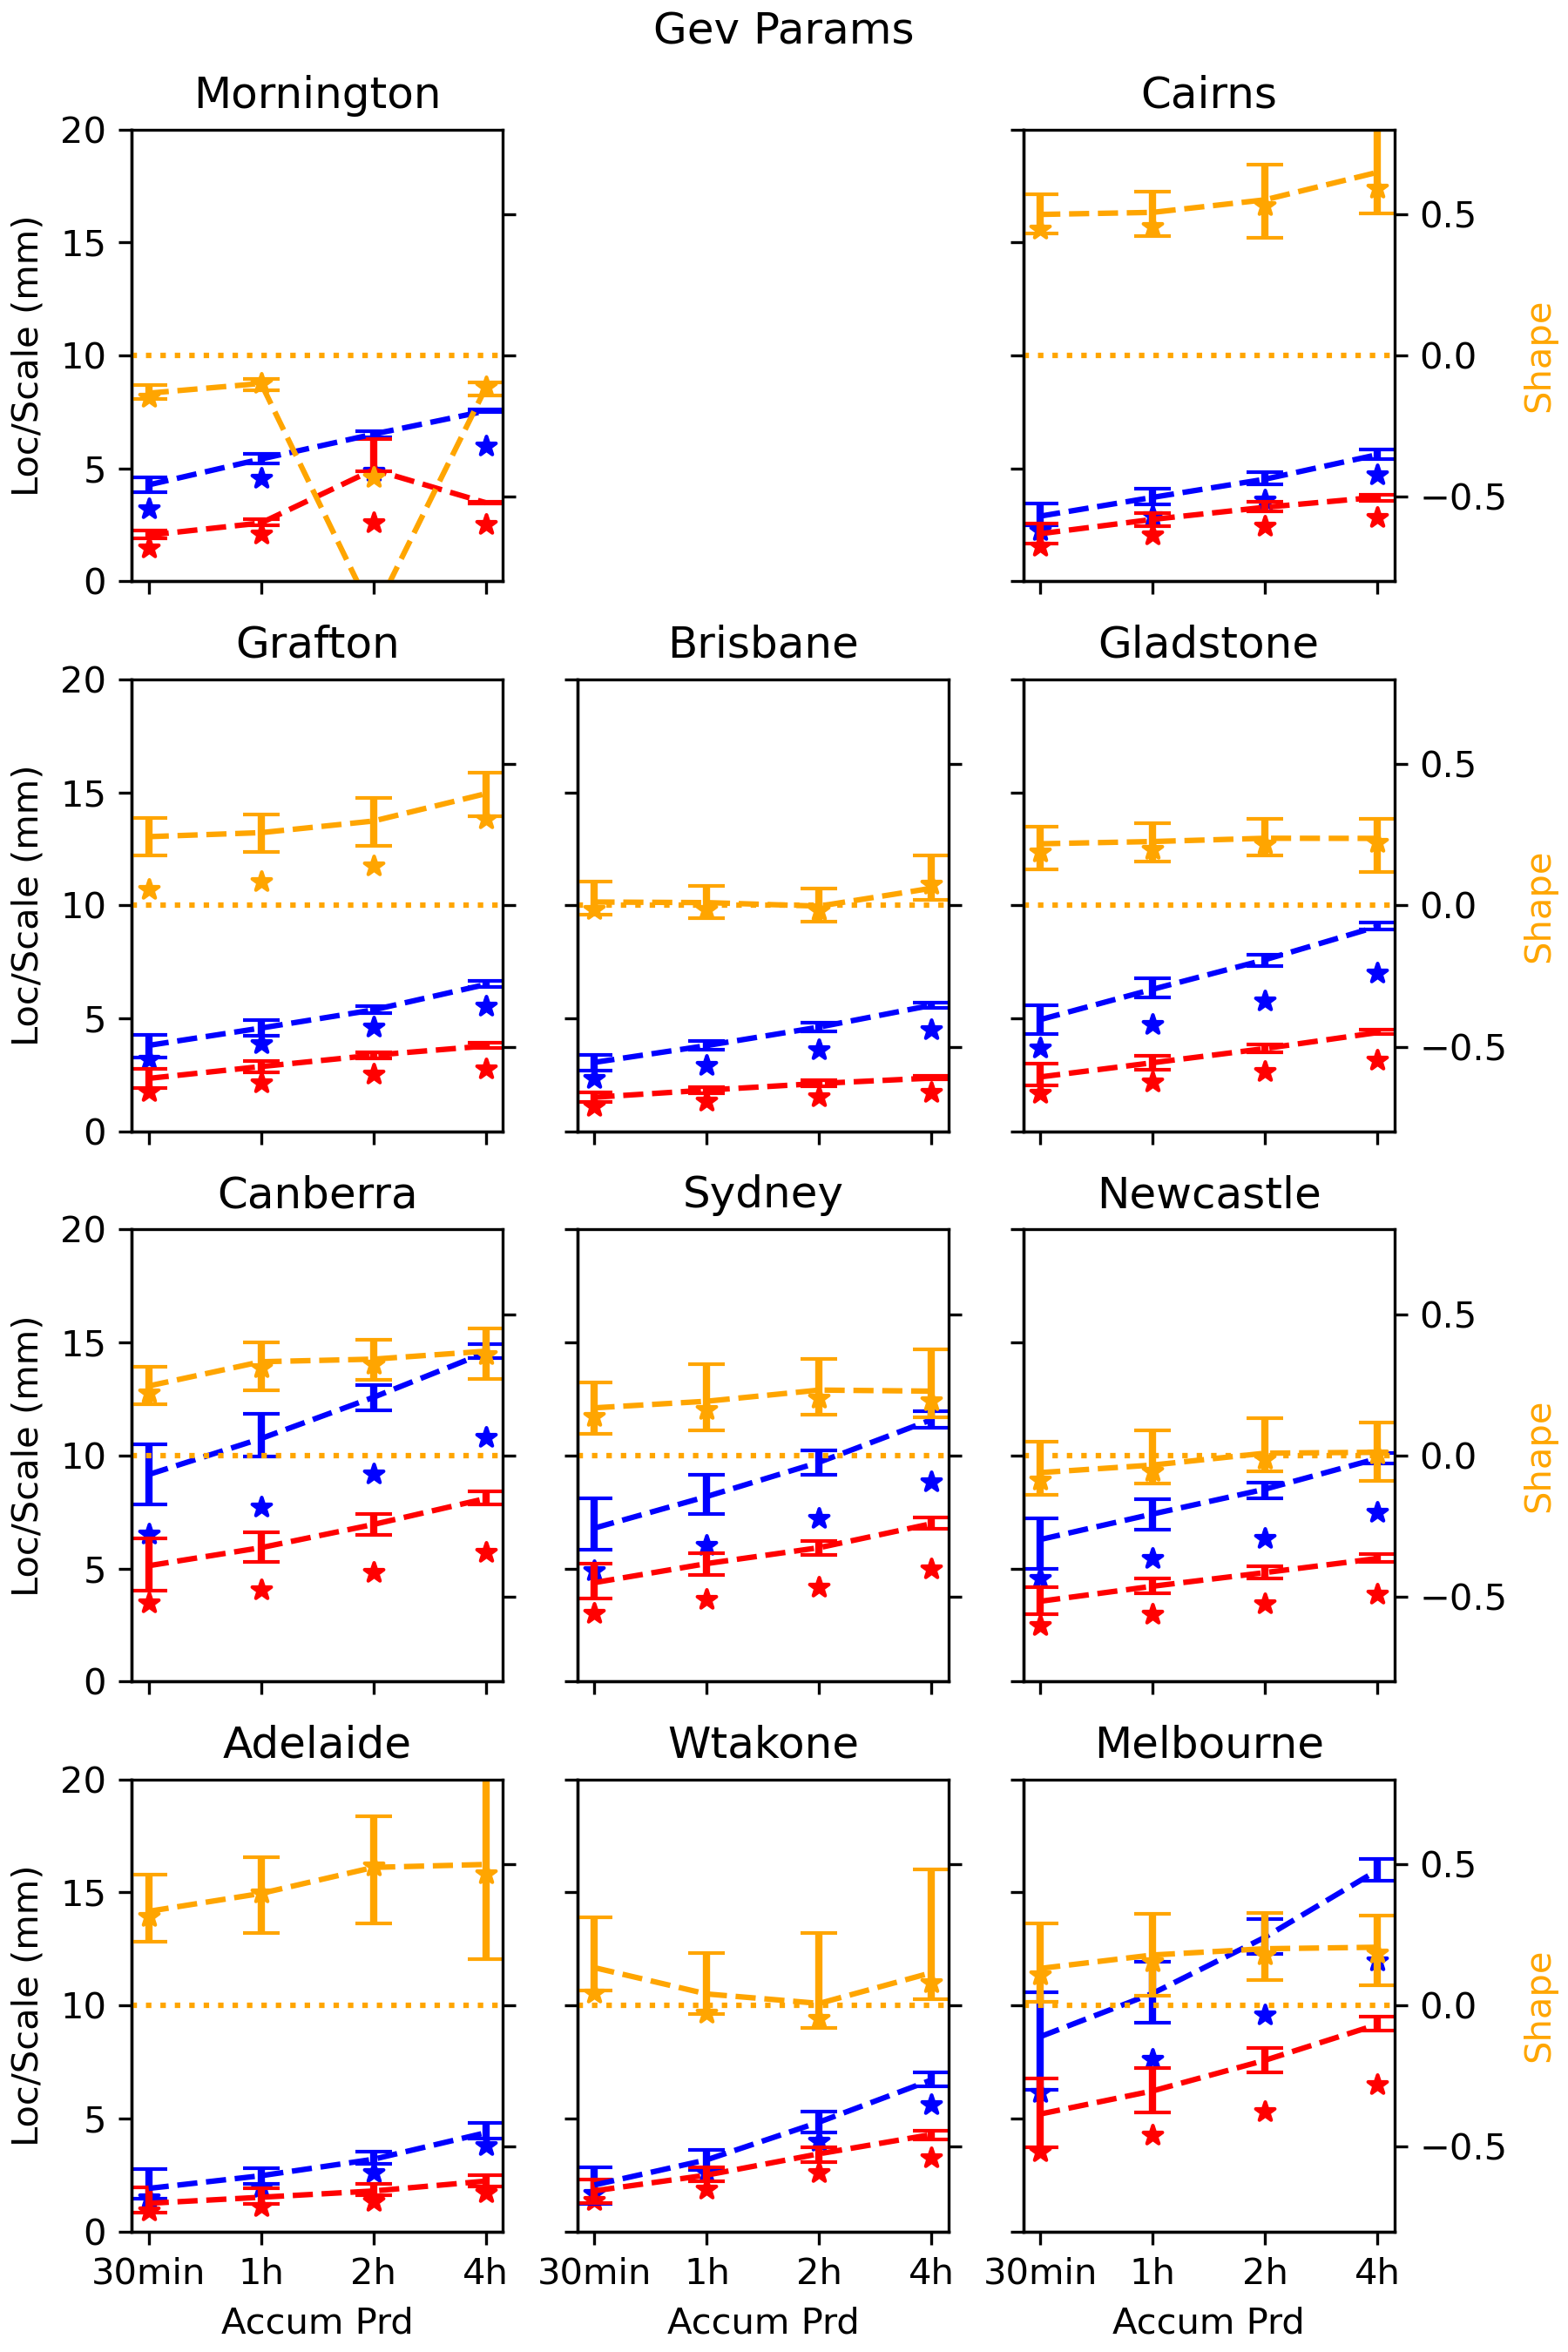 Gev Params
Mornington
Cairns
20
15
10
5
0
Loc/Scale (mm)
0.5
0.0
−0.5
Shape
Grafton
Brisbane
Gladstone
20
15
10
5
0
Loc/Scale (mm)
0.5
0.0
−0.5
Shape
Canberra
Sydney
Newcastle
20
15
10
5
0
Loc/Scale (mm)
0.5
0.0
−0.5
Shape
Adelaide
Wtakone
Melbourne
20
15
10
5
0
Loc/Scale (mm)
0.5
0.0
−0.5
Shape
30min 1h 2h 4h
30min 1h 2h 4h
30min 1h 2h 4h
Accum Prd
Accum Prd
Accum Prd